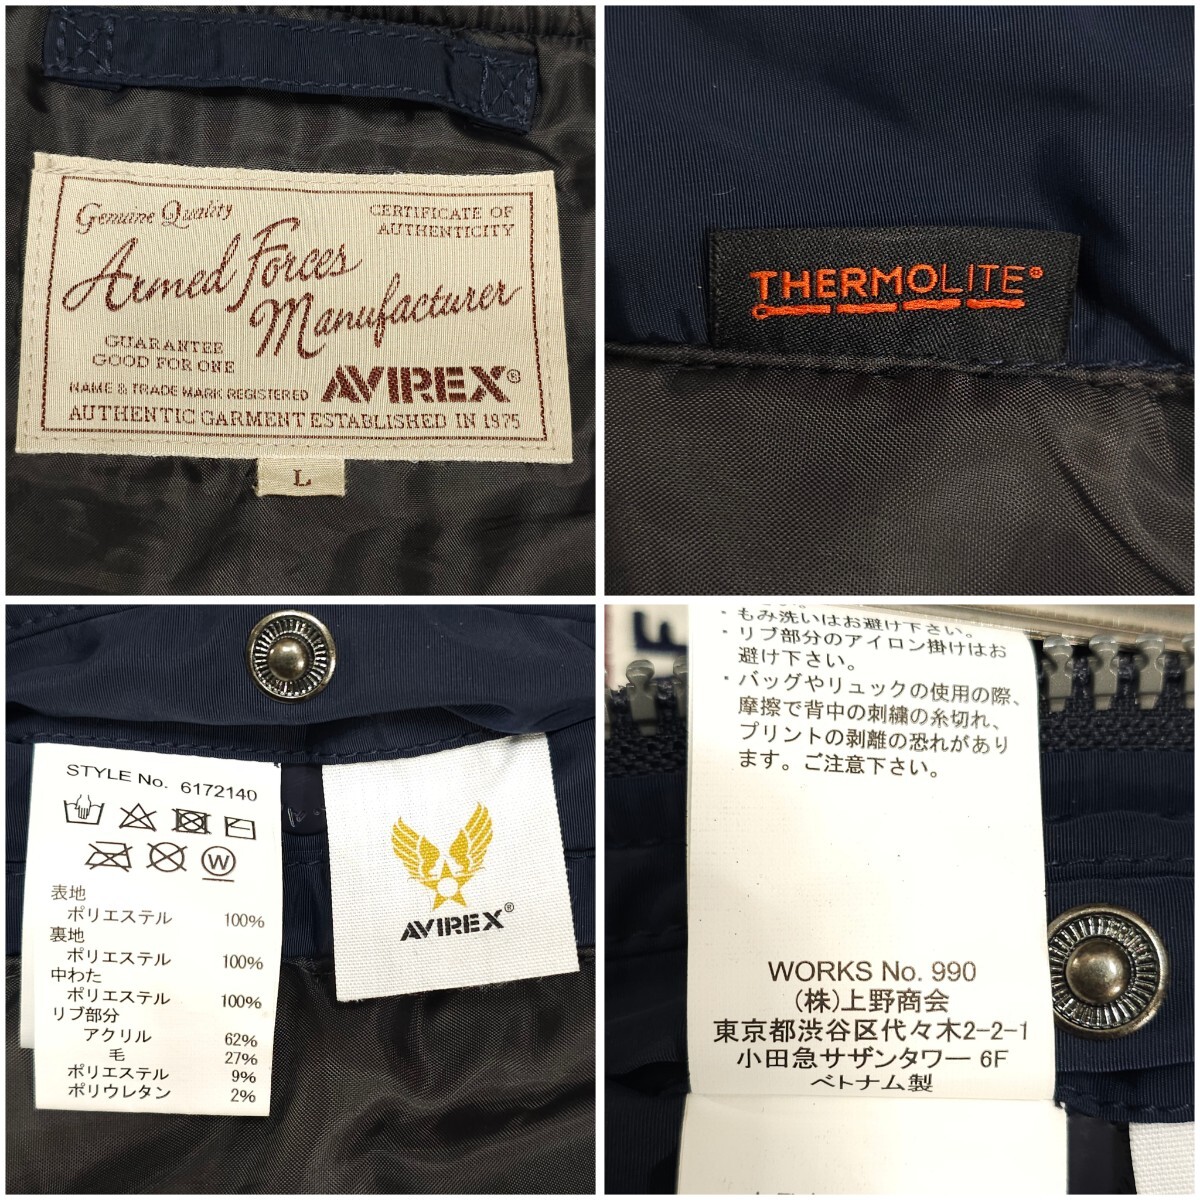 Genuine Quality
CERTIFICATE OF
AUTHENTICITY
Armed Forces
Manufacturer
GUARANTEE
GOOD FOR ONE
NAME & TRADE MARK REGISTERED
AVIREX®
AUTHENTIC GARMENT ESTABLISHED IN 1975
L
THERMOLITE®
STYLE No. 6172140
W
表地
ポリエステル 100%
裏地
ポリエステル 100%
中わた
ポリエステル 100%
リブ部分
アクリル 62%
毛 27%
ポリエステル 9%
ポリウレタン 2%
AVIREX®
・もみ洗いはお避け下さい。
・リブ部分のアイロン掛けはお
避け下さい。
・バッグやリュックの使用の際、
摩擦で背中の刺繍の糸切れ、
プリントの剥離の恐れがあり
ます。ご注意下さい。
WORKS No. 990
(株)上野商会
東京都渋谷区代々木2-2-1
小田急サザンタワー 6F
ベトナム製